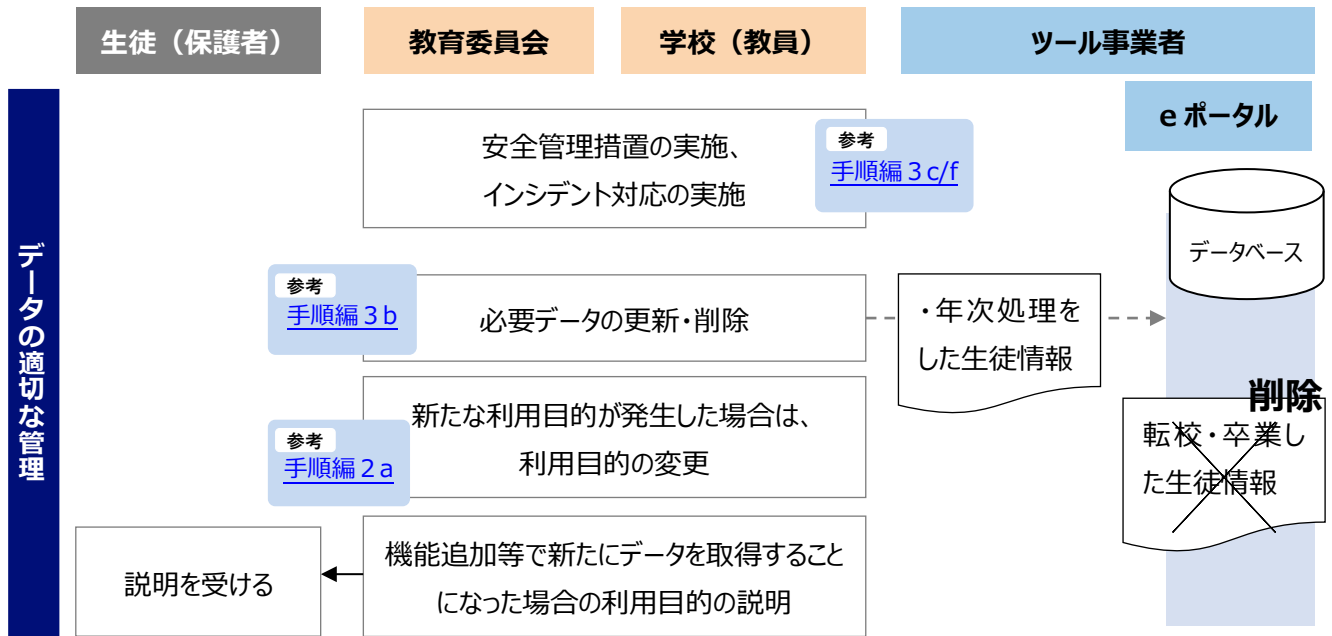 生徒（保護者）
教育委員会
学校（教員）
ツール事業者
e ポータル
データの適切な管理
安全管理措置の実施、
インシデント対応の実施
参考
手順編３c/f
データベース
参考
手順編３b
必要データの更新・削除
・年次処理を
した生徒情報
削除
新たな利用目的が発生した場合は、
利用目的の変更
参考
手順編２a
転校・卒業し
た生徒情報
説明を受ける
機能追加等で新たにデータを取得すること
になった場合の利用目的の説明